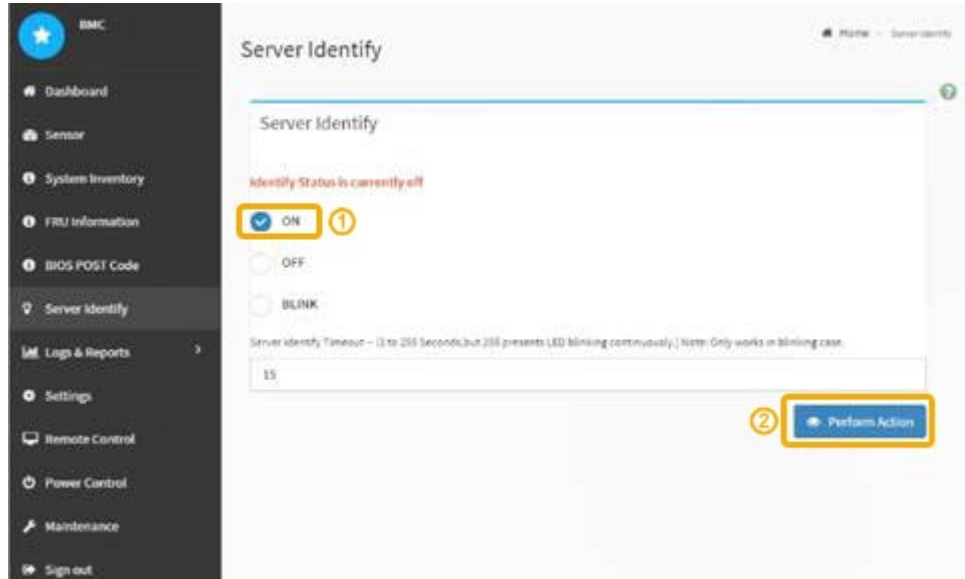 BMC
Dashboard
Sensor
System Inventory
FRU Information
BIOS POST Code
Server Identify
Logs & Reports
Settings
Remote Control
Power Control
Maintenance
Sign out
Server Identify
Home - Server Identify
Server Identify
Identify Status is currently off
ON
1
OFF
BLINK
Server Identify Timeout - (1 to 255 Seconds,but 255 presents LED blinking continuously.) Note: Only works in blinking case.
15
2
Perform Action